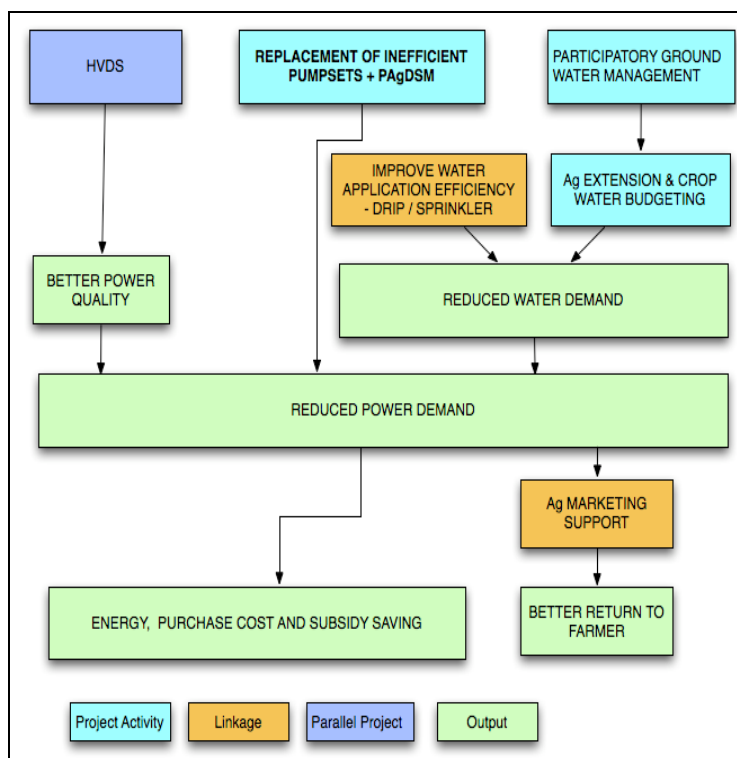 HVDS
REPLACEMENT OF INEFFICIENT
PUMPSETS + PAgDSM
PARTICIPATORY GROUND
WATER MANAGEMENT
IMPROVE WATER
APPLICATION EFFICIENCY
- DRIP / SPRINKLER
Ag EXTENSION & CROP
WATER BUDGETING
BETTER POWER
QUALITY
REDUCED WATER DEMAND
REDUCED POWER DEMAND
Ag MARKETING
SUPPORT
ENERGY, PURCHASE COST AND SUBSIDY SAVING
BETTER RETURN TO
FARMER
Project Activity
Linkage
Parallel Project
Output